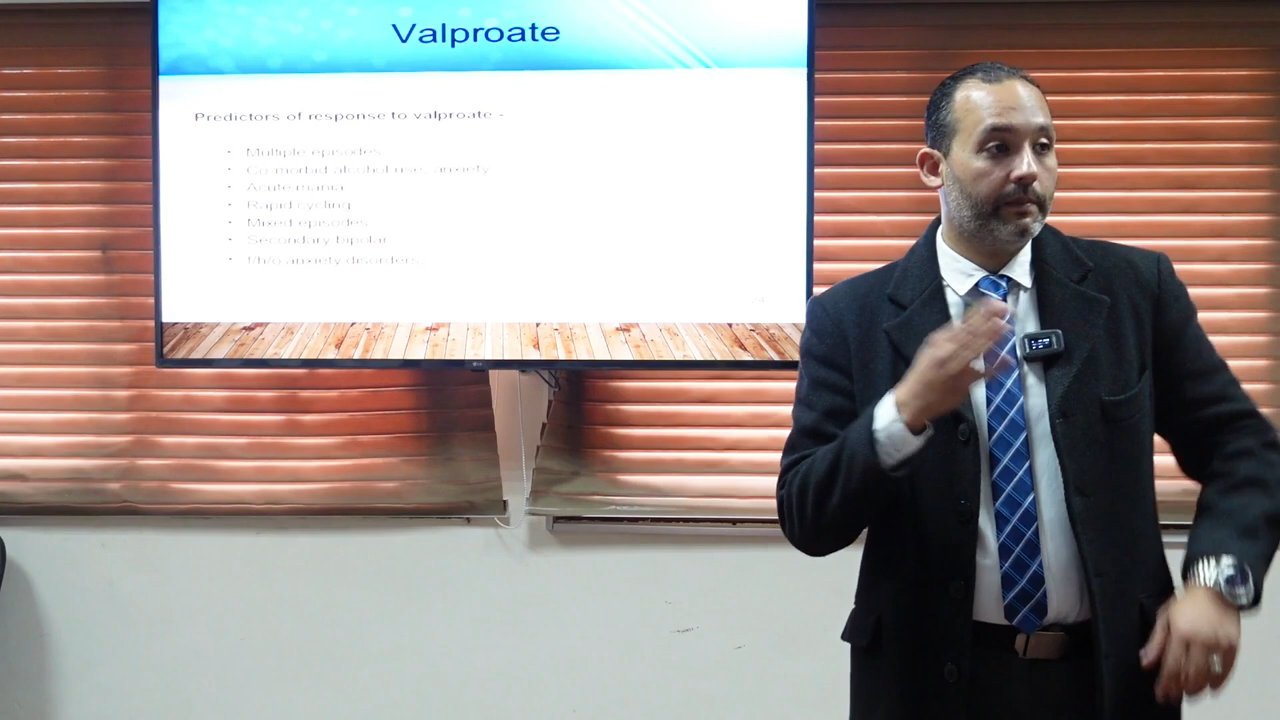 Valproate
Predictors of response to valproate -
• Multiple episodes
• Co morbid alcohol use, anxiety
• Acute mania
• Rapid cycling
• Mixed episodes
• Secondary bipolar
• f/h/o anxiety disorders
LG